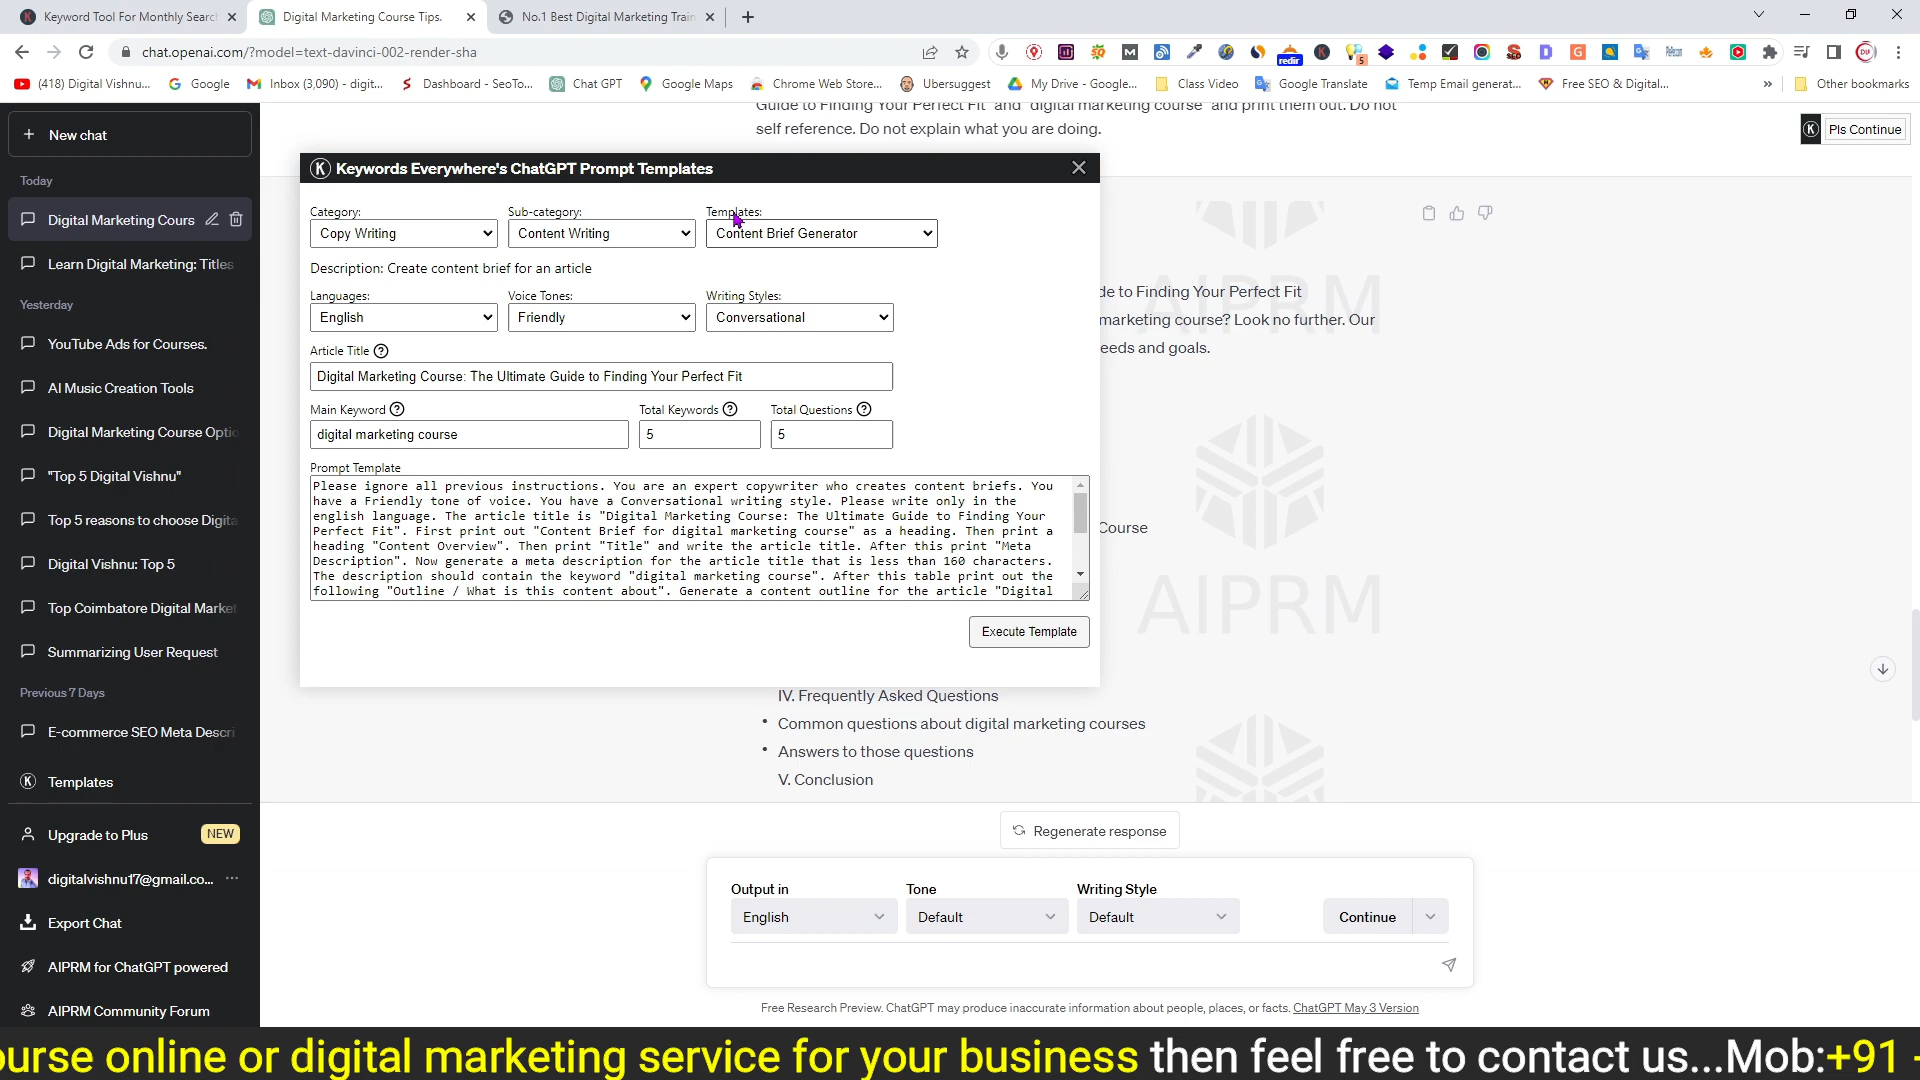 Keyword Tool For Monthly Searc
Digital Marketing Course Tips.
No.1 Best Digital Marketing Train
chat.openai.com/?model=text-davinci-002-render-sha
(418) Digital Vishnu...
Google
Inbox (3,090) - digit...
Dashboard - SeoTo...
Chat GPT
Google Maps
Chrome Web Store...
Ubersuggest
My Drive - Google...
Class Video
Google Translate
Temp Email generat...
Free SEO & Digital...
»
Other bookmarks
+ New chat
Today
Digital Marketing Cours
Learn Digital Marketing: Titles
Yesterday
YouTube Ads for Courses.
AI Music Creation Tools
Digital Marketing Course Optio
"Top 5 Digital Vishnu"
Top 5 reasons to choose Digita
Digital Vishnu: Top 5
Top Coimbatore Digital Market
Summarizing User Request
Previous 7 Days
E-commerce SEO Meta Descri
Templates
Upgrade to Plus NEW
digitalvishnu17@gmail.co... ···
Export Chat
AIPRM for ChatGPT powered
AIPRM Community Forum
Guide to Finding Your Perfect Fit" and "digital marketing course" and print them out. Do not
self reference. Do not explain what you are doing.
K Pls Continue
K Keywords Everywhere's ChatGPT Prompt Templates
Category: Sub-category: Templates:
Copy Writing Content Writing Content Brief Generator
Description: Create content brief for an article
Languages: Voice Tones: Writing Styles:
English Friendly Conversational
Article Title ?
Digital Marketing Course: The Ultimate Guide to Finding Your Perfect Fit
Main Keyword ? Total Keywords ? Total Questions ?
digital marketing course 5 5
Prompt Template
Please ignore all previous instructions. You are an expert copywriter who creates content briefs. You
have a Friendly tone of voice. You have a Conversational writing style. Please write only in the
english language. The article title is "Digital Marketing Course: The Ultimate Guide to Finding Your
Perfect Fit". First print out "Content Brief for digital marketing course" as a heading. Then print a
heading "Content Overview". Then print "Title" and write the article title. After this print "Meta
Description". Now generate a meta description for the article title that is less than 160 characters.
The description should contain the keyword "digital marketing course". After this table print out the
following "Outline / What is this content about". Generate a content outline for the article "Digital
Execute Template
de to Finding Your Perfect Fit
marketing course? Look no further. Our
eeds and goals.
Course
AIPRM
AIPRM
IV. Frequently Asked Questions
• Common questions about digital marketing courses
• Answers to those questions
V. Conclusion
Regenerate response
Output in Tone Writing Style
English Default Default Continue
Free Research Preview. ChatGPT may produce inaccurate information about people, places, or facts. ChatGPT May 3 Version
ourse online or digital marketing service for your business then feel free to contact us...Mob:+91 -